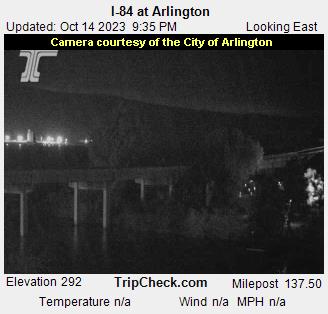 I-84 at Arlington
Updated: Oct 14 2023 9:35 PM Looking East
Camera courtesy of the City of Arlington
Elevation 292 TripCheck.com Milepost 137.50
Temperature n/a Wind n/a MPH n/a